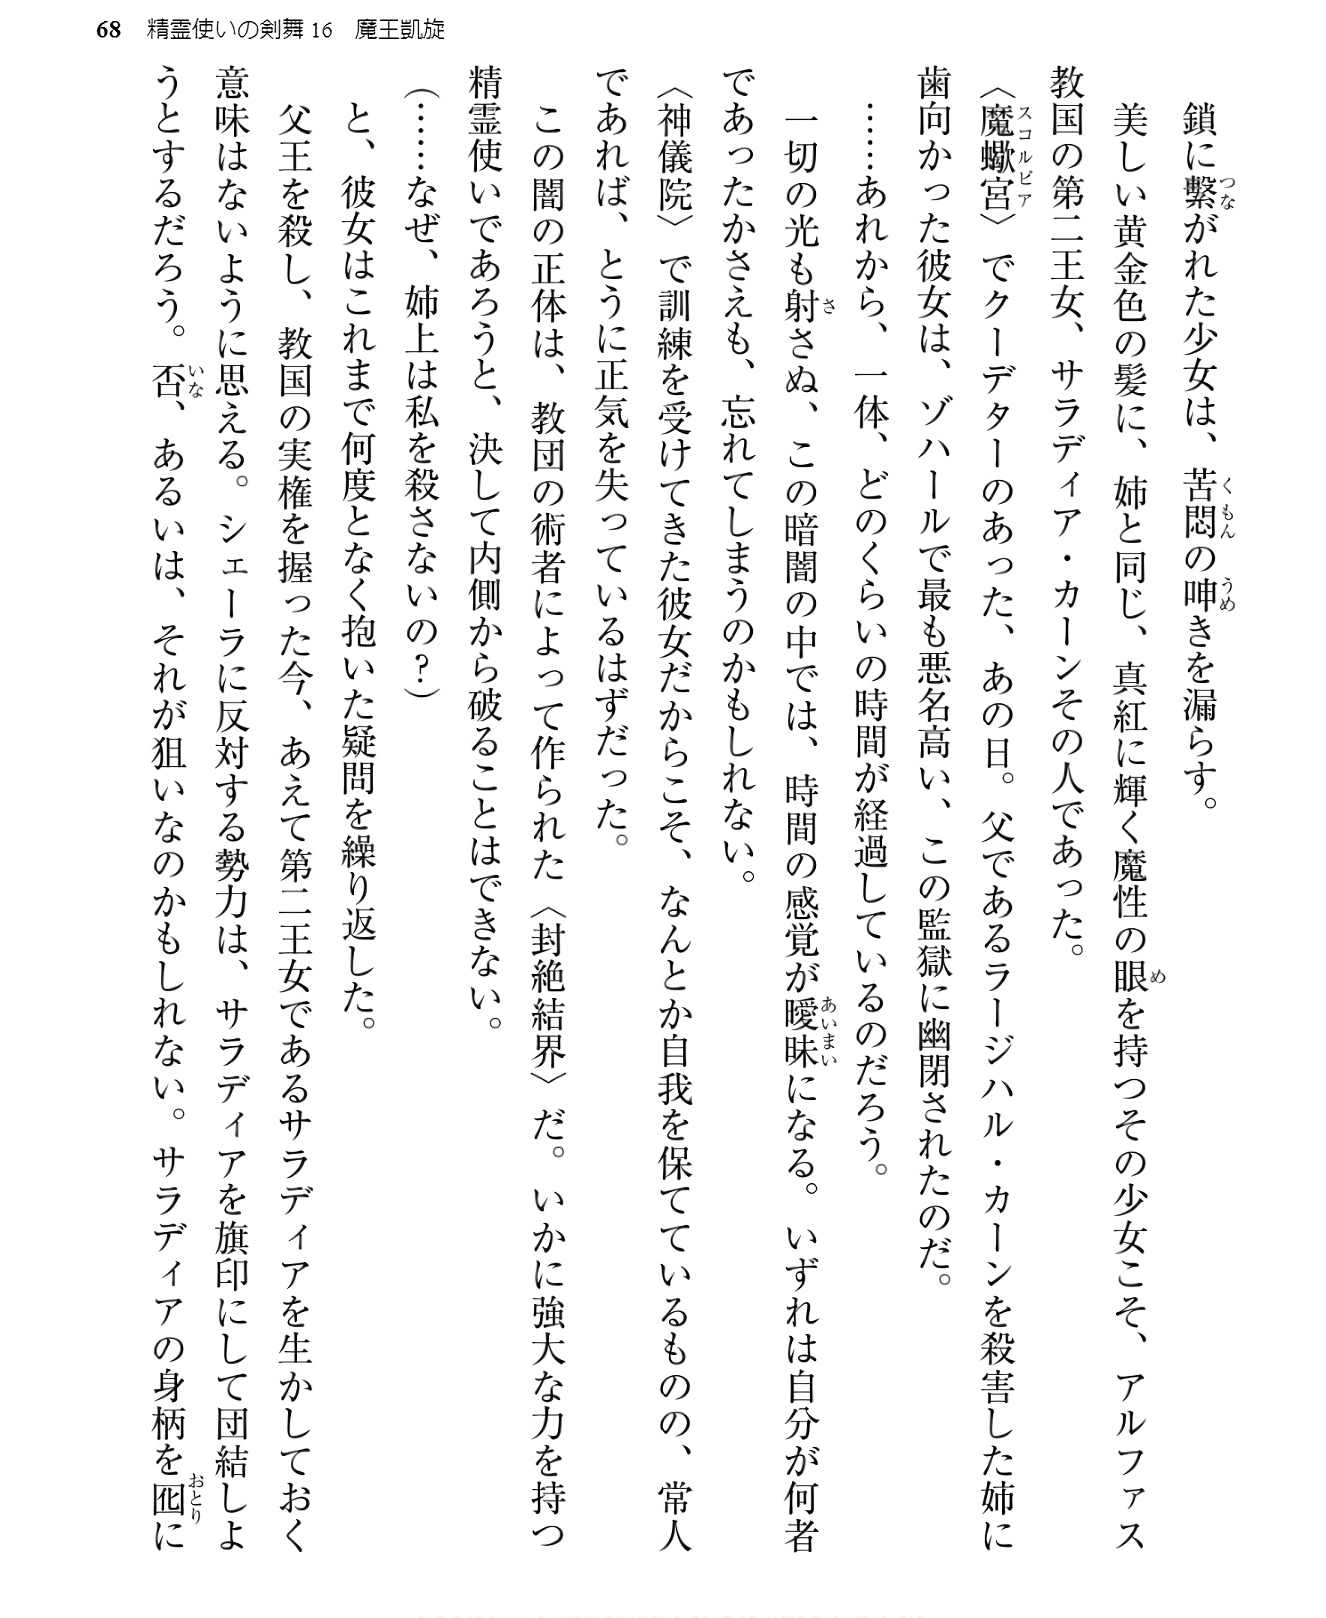 68 精霊使いの剣舞16 魔王凱旋
鎖に繋がれた少女は、苦悶の呻きを漏らす。
美しい黄金色の髪に、姉と同じ、真紅に輝く魔性の眼を持つその少女こそ、アルファス
教国の第二王女、サラディア・カーンその人であった。
〈魔蠍宮〉でクーデターのあった、あの日。父であるラージハル・カーンを殺害した姉に
歯向かった彼女は、ゾハールで最も悪名高い、この監獄に幽閉されたのだ。
……あれから、一体、どのくらいの時間が経過しているのだろう。
一切の光も射さぬ、この暗闇の中では、時間の感覚が曖昧になる。いずれは自分が何者
であったかさえも、忘れてしまうのかもしれない。
〈神儀院〉で訓練を受けてきた彼女だからこそ、なんとか自我を保てているものの、常人
であれば、とうに正気を失っているはずだった。
この闇の正体は、教団の術者によって作られた〈封絶結界〉だ。いかに強大な力を持つ
精霊使いであろうと、決して内側から破ることはできない。
(……なぜ、姉上は私を殺さないの?)
と、彼女はこれまで何度となく抱いた疑問を繰り返した。
父王を殺し、教国の実権を握った今、あえて第二王女であるサラディアを生かしておく
意味はないように思える。シェーラに反対する勢力は、サラディアを旗印にして団結しよ
うとするだろう。否、あるいは、それが狙いなのかもしれない。サラディアの身柄を囮に